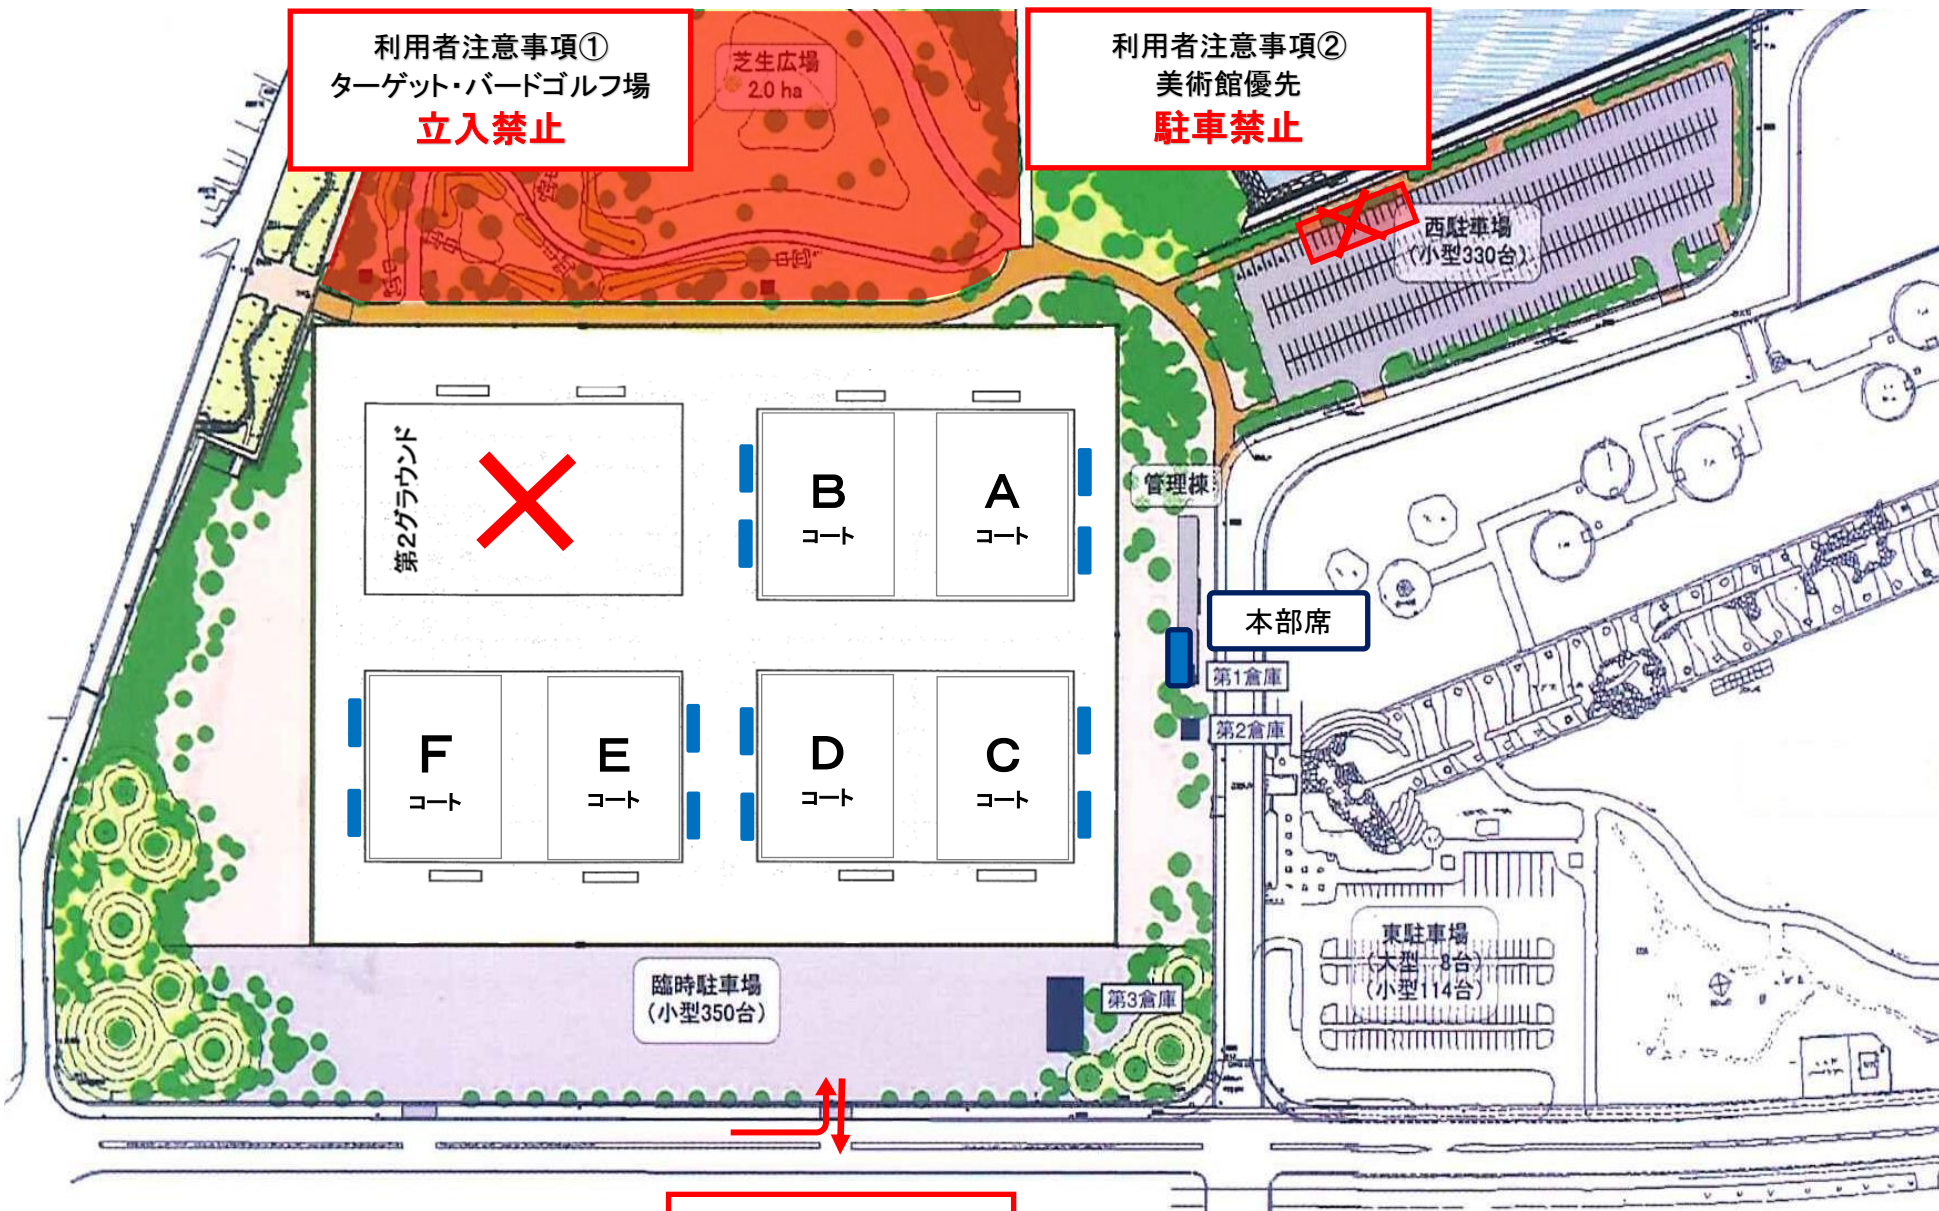 利用者注意事項①
ターゲット・バードゴルフ場
立入禁止
芝生広場
2.0 ha
利用者注意事項②
美術館優先
駐車禁止
西駐車場
(小型330台)
第2グラウンド
B
コート
A
コート
管理棟
本部席
第1倉庫
第2倉庫
F
コート
E
コート
D
コート
C
コート
臨時駐車場
(小型350台)
第3倉庫
東駐車場
(大型 8台)
(小型114台)